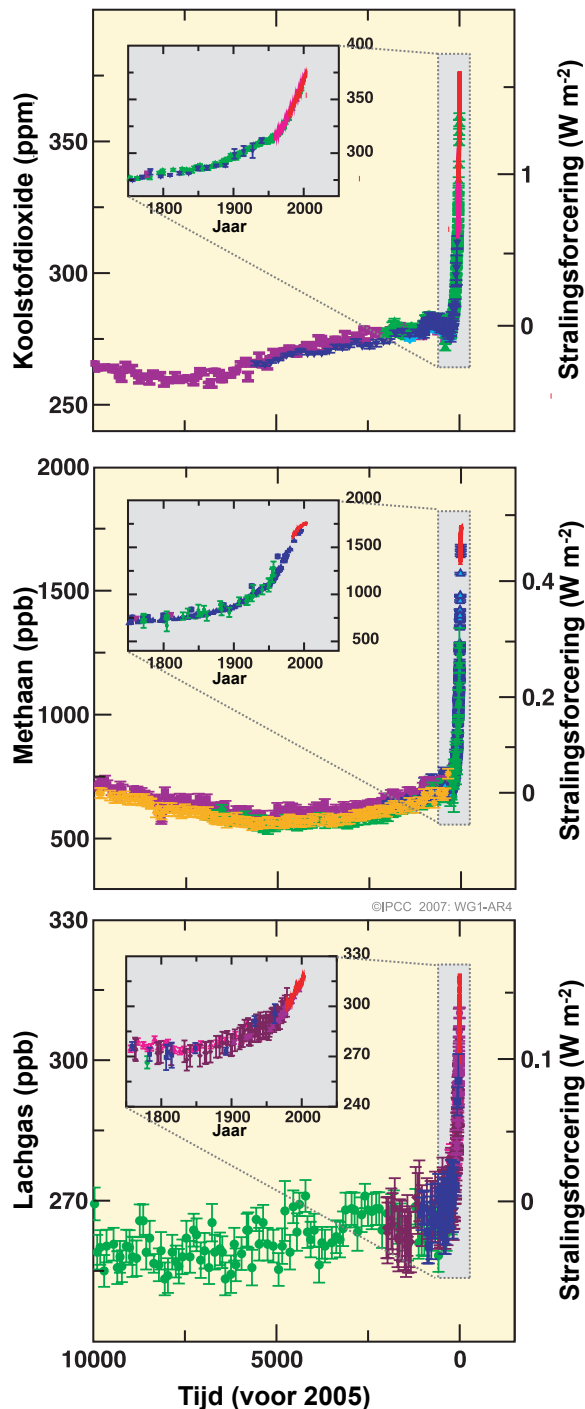 Koolstofdioxide (ppm)
350
300
250
400
300
1800 1900 2000
Jaar
1
0
Stralingsforcering (W m-2)
Methaan (ppb)
2000
1500
1000
500
2000
1500
1000
500
1800 1900 2000
Jaar
0.4
0.2
0
Stralingsforcering (W m-2)
©IPCC 2007: WG1-AR4
Lachgas (ppb)
330
300
270
330
300
270
240
1800 1900 2000
Jaar
0.1
0
Stralingsforcering (W m-2)
10000 5000 0
Tijd (voor 2005)